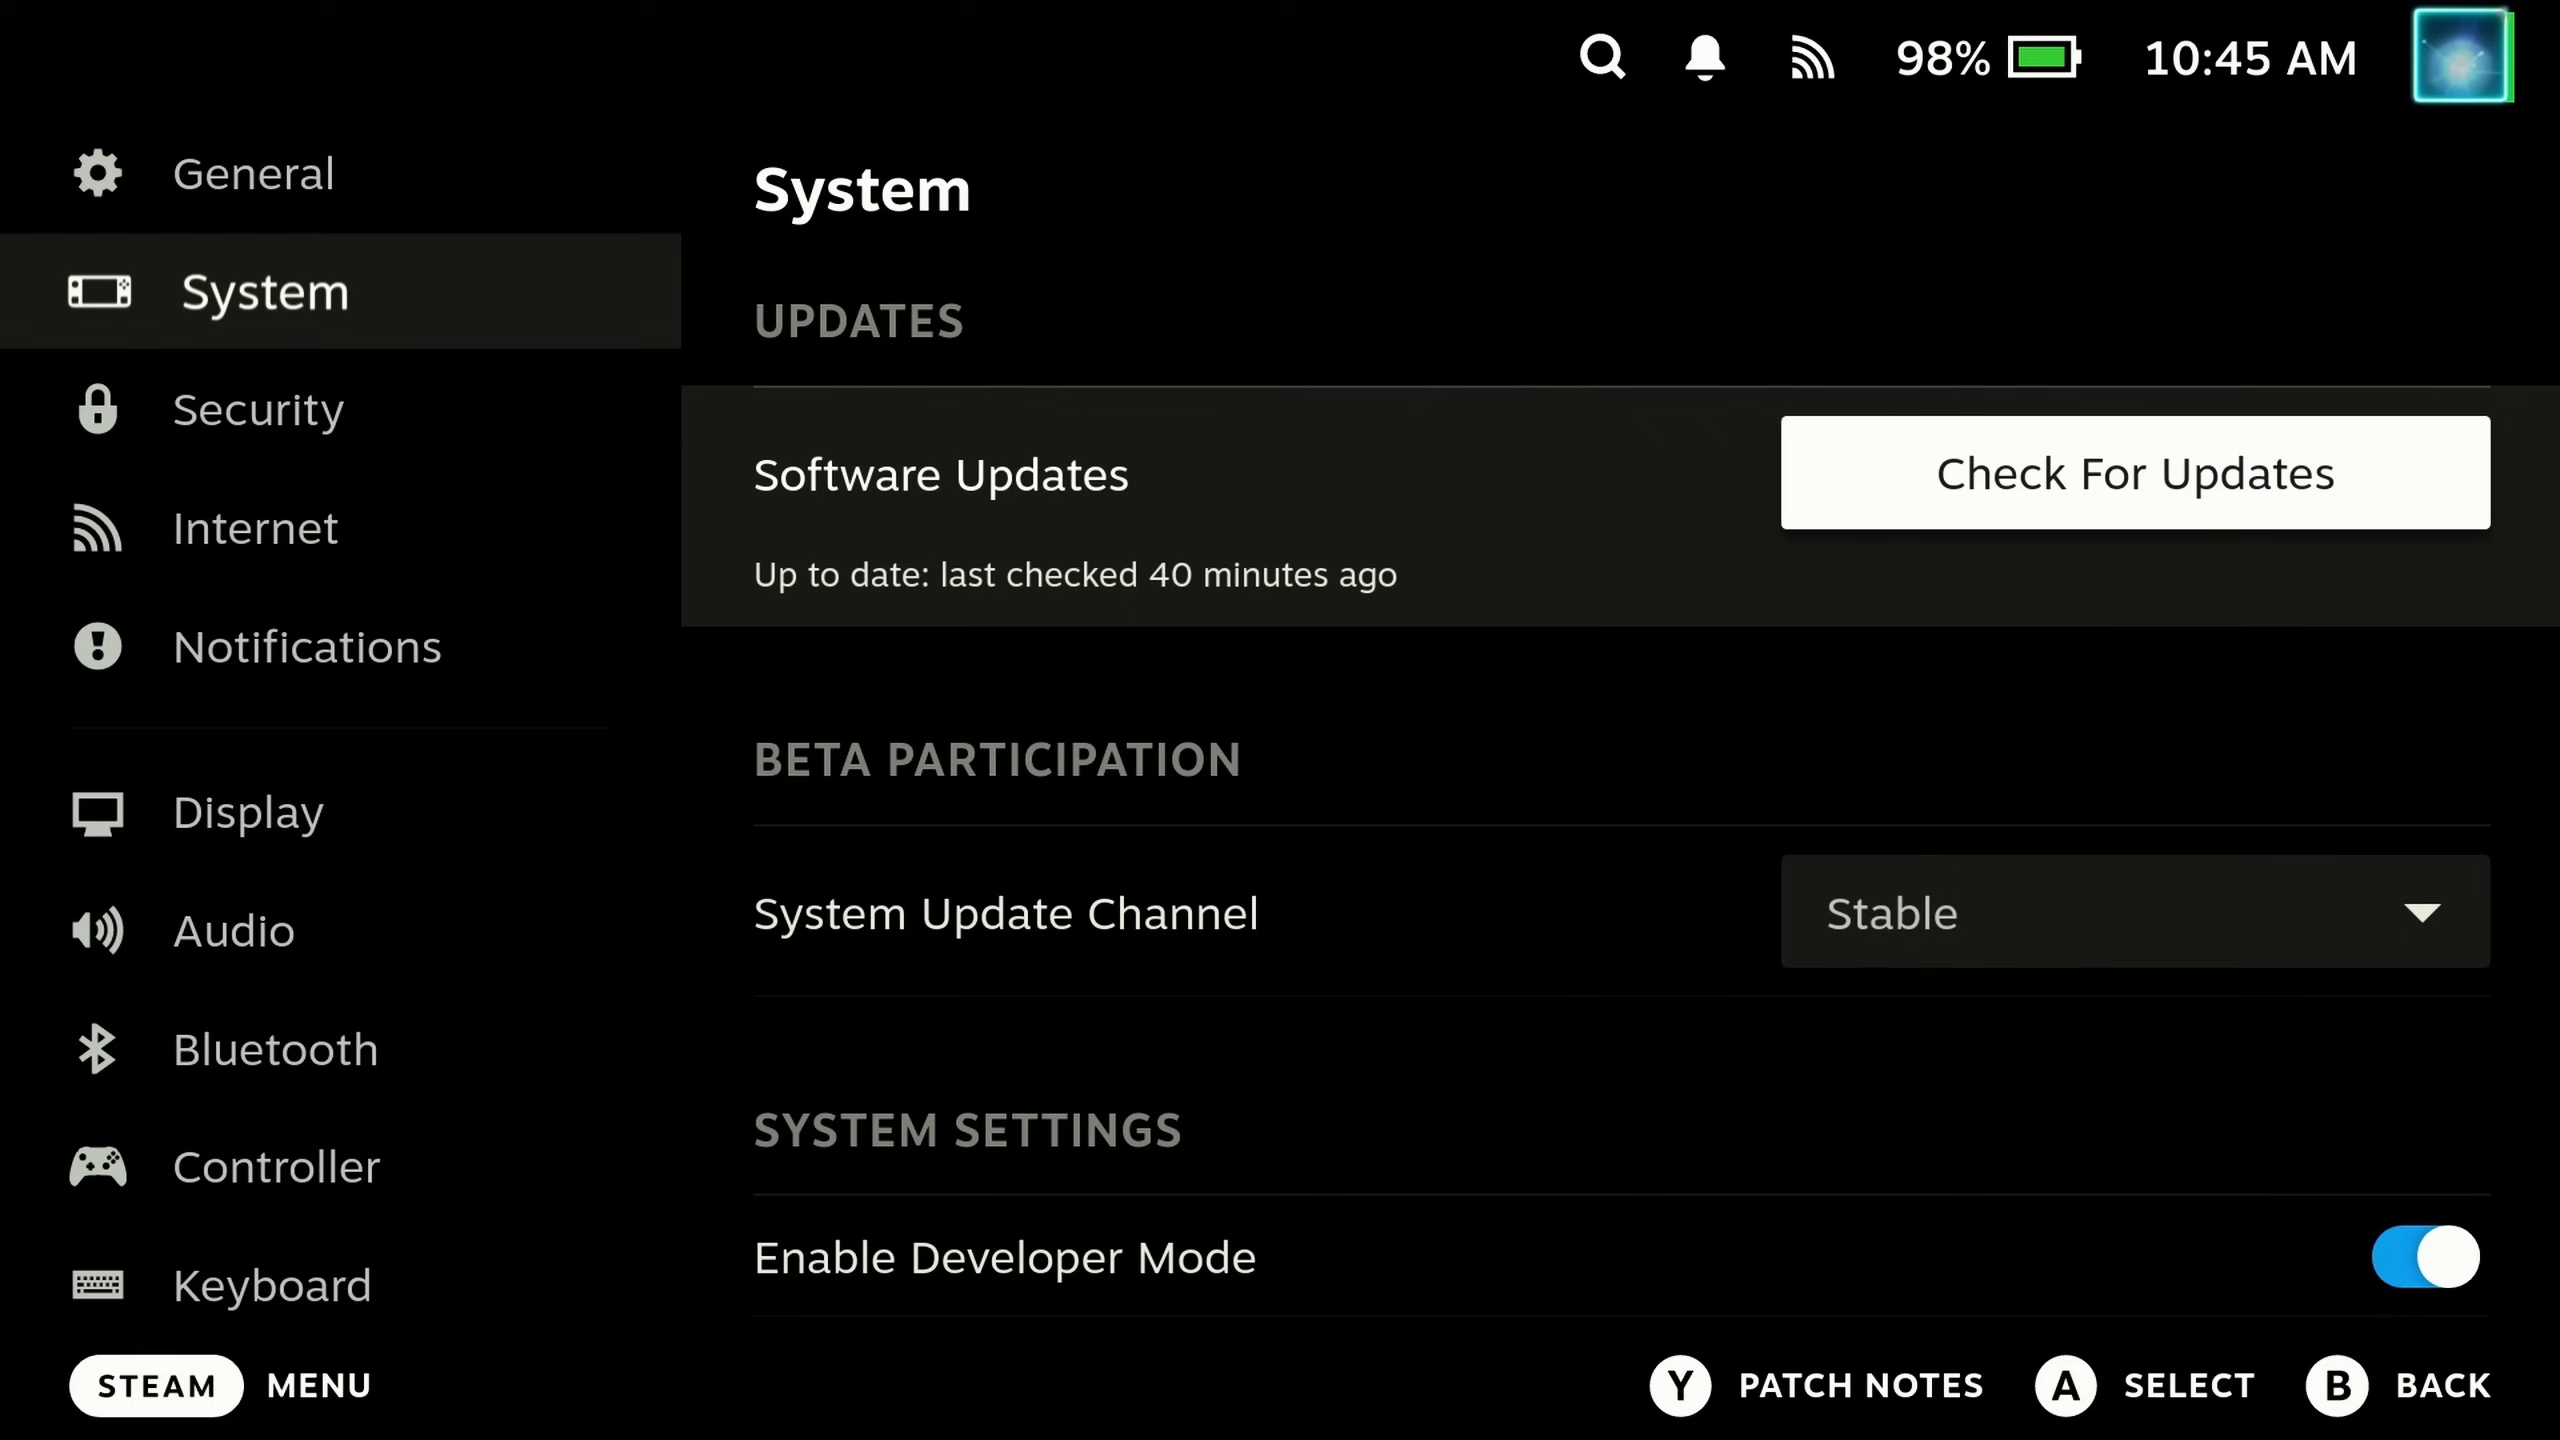 98%
10:45 AM
General
System
Security
Internet
Notifications
Display
Audio
Bluetooth
Controller
Keyboard
System
UPDATES
Software Updates
Check For Updates
Up to date: last checked 40 minutes ago
BETA PARTICIPATION
System Update Channel
Stable
SYSTEM SETTINGS
Enable Developer Mode
STEAM MENU
Y PATCH NOTES
A SELECT
B BACK